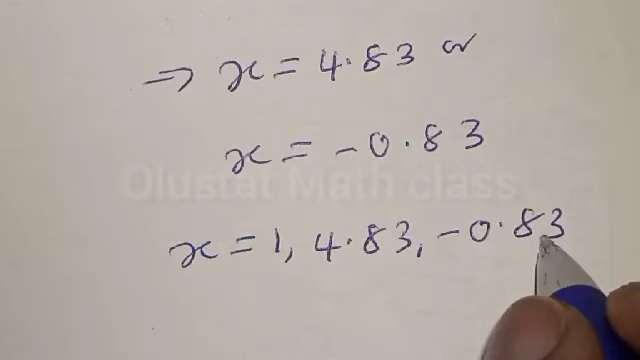 ⇒ x = 4.83 or
x = -0.83
Olustat Math class
x = 1, 4.83, -0.83